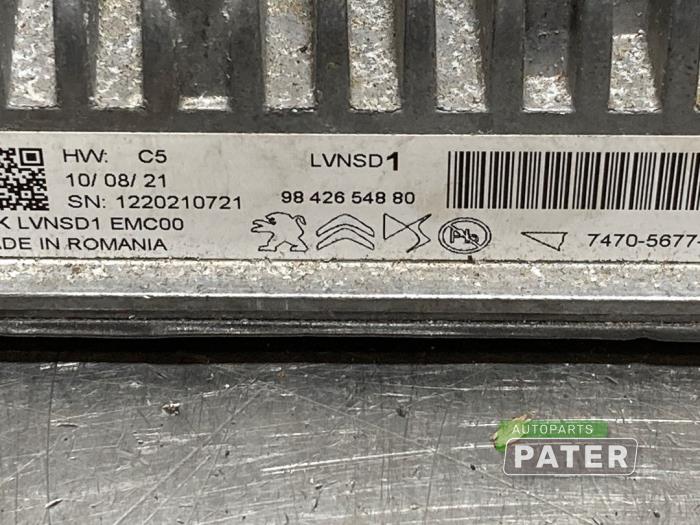 HW: C5
10/ 08/ 21
SN: 1220210721
LVNSD1 EMC00
MADE IN ROMANIA
LVNSD1
98 426 548 80
7470-5677-
AUTOPARTS
PATER